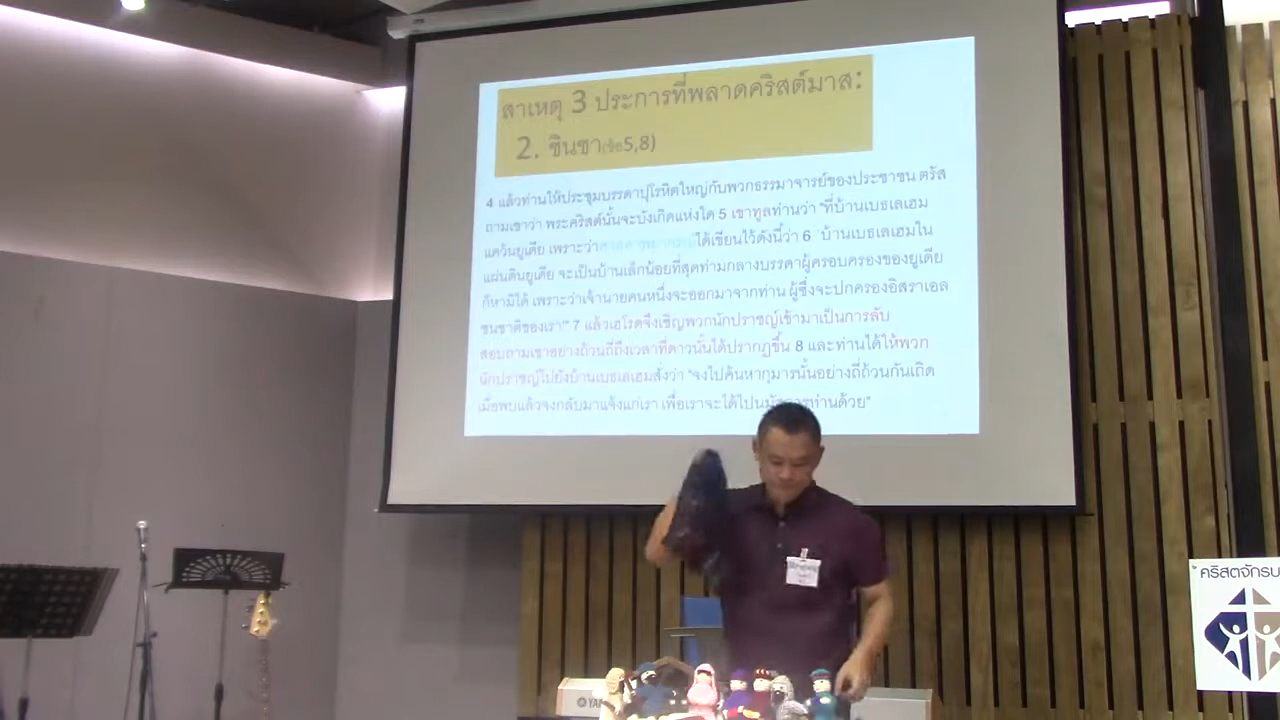 สาเหตุ 3 ประการที่พลาดคริสต์มาส:
2. ชินชา(ข้อ5,8)
4 แล้วท่านให้ประชุมบรรดาปุโรหิตใหญ่กับพวกธรรมาจารย์ของประชาชน ตรัส
ถามเขาว่า พระคริสต์นั้นจะบังเกิดแห่งใด 5 เขาทูลท่านว่า "ที่บ้านเบธเลเฮม
แคว้นยูเดีย เพราะว่า ได้เขียนไว้ดังนี้ว่า 6 `บ้านเบธเลเฮมใน
แผ่นดินยูเดีย จะเป็นบ้านเล็กน้อยที่สุดท่ามกลางบรรดาผู้ครอบครองของยูเดีย
ก็หามิได้ เพราะว่าเจ้านายคนหนึ่งจะออกมาจากท่าน ผู้ซึ่งจะปกครองอิสราเอล
ชนชาติของเรา'" 7 แล้วเฮโรดจึงเชิญพวกนักปราชญ์เข้ามาเป็นการลับ
สอบถามเขาอย่างถ้วนถี่ถึงเวลาที่ดาวนั้นได้ปรากฏขึ้น 8 และท่านได้ให้พวก
นักปราชญ์ไปยังบ้านเบธเลเฮมสั่งว่า "จงไปค้นหากุมารนั้นอย่างถี่ถ้วนกันเถิด
เมื่อพบแล้วจงกลับมาแจ้งแก่เรา เพื่อเราจะได้ไปนมัสการท่านด้วย"
คริสตจักรบ
YA